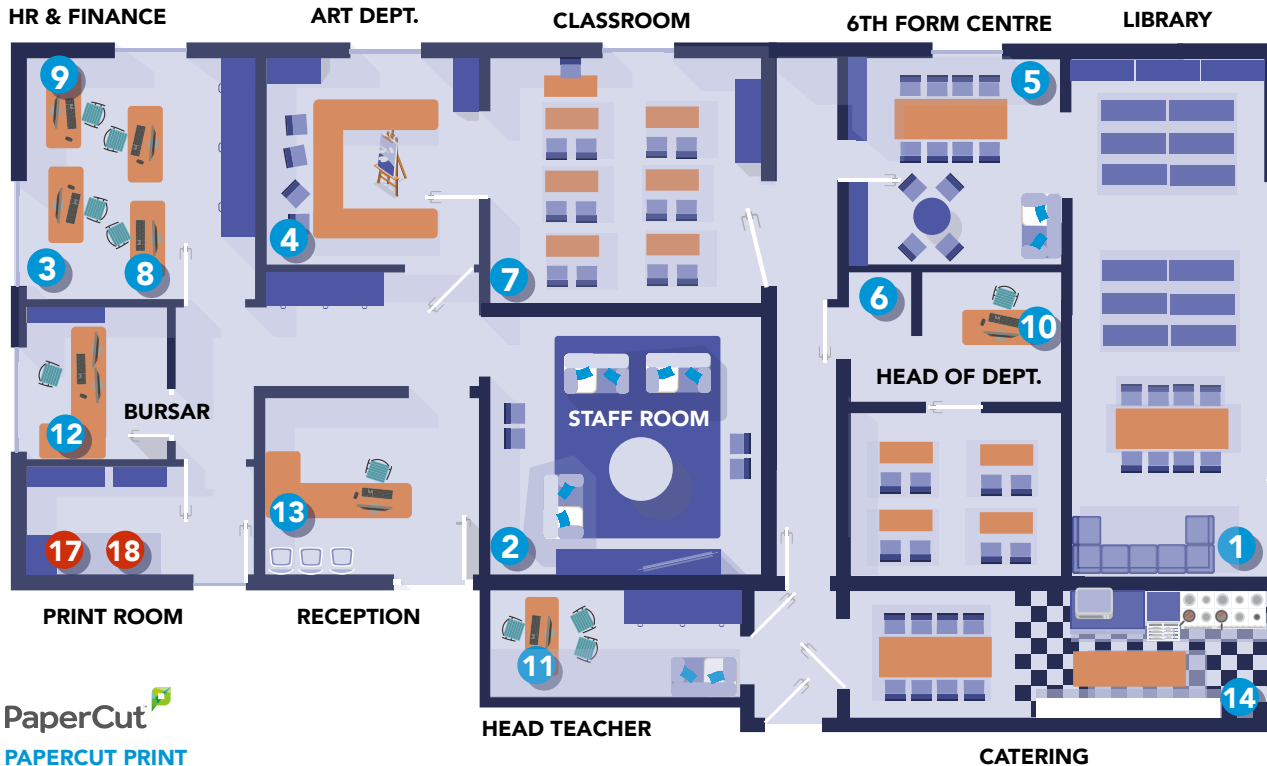 HR & FINANCE
ART DEPT.
CLASSROOM
6TH FORM CENTRE
LIBRARY
9
5
4
3
8
7
6
10
HEAD OF DEPT.
BURSAR
STAFF ROOM
12
13
17
18
2
1
PRINT ROOM
RECEPTION
11
14
HEAD TEACHER
CATERING
PaperCut
PAPERCUT PRINT